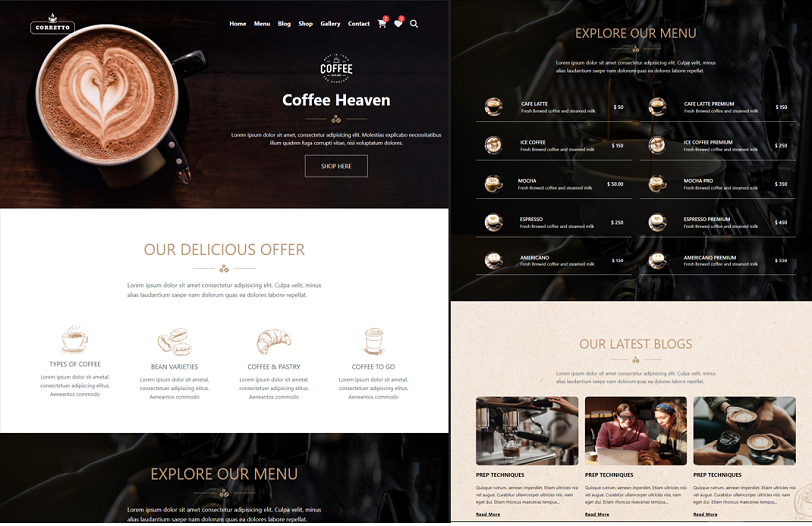 CORRETTO
Home Menu Blog Shop Gallery Contact
COFFEE
Coffee Heaven
Lorem ipsum dolor sit amet, consectetur adipisicing elit. Molestias explicabo necessitatibus
illum quidem fuga corrupti vitae, nisi voluptatum dolores.
SHOP HERE
OUR DELICIOUS OFFER
Lorem ipsum dolor sit amet consectetur adipisicing elit. Culpa velit, minus
alias laudantium saepe nam dolorum quas ea dolores labore repellat.
TYPES OF COFFEE
Lorem ipsum dolor sit ametal,
consectetuer adipiscing elitus.
Aeneantos commodo
BEAN VARIETIES
Lorem ipsum dolor sit ametal,
consectetuer adipiscing elitus.
Aeneantos commodo
COFFEE & PASTRY
Lorem ipsum dolor sit ametal,
consectetuer adipiscing elitus.
Aeneantos commodo
COFFEE TO GO
Lorem ipsum dolor sit ametal,
consectetuer adipiscing elitus.
Aeneantos commodo
EXPLORE OUR MENU
Lorem ipsum dolor sit amet consectetur adipisicing elit. Culpa velit, minus
alias laudantium saepe nam dolorum quas ea dolores labore repellat.
EXPLORE OUR MENU
Lorem ipsum dolor sit amet consectetur adipisicing elit. Culpa velit, minus
alias laudantium saepe nam dolorum quas ea dolores labore repellat.
CAFE LATTE $ 50
Fresh Brewed coffee and steamed milk
CAFE LATTE PREMIUM $ 150
Fresh Brewed coffee and steamed milk
ICE COFFEE $ 150
Fresh Brewed coffee and steamed milk
ICE COFFEE PREMIUM $ 250
Fresh Brewed coffee and steamed milk
MOCHA $ 50.00
Fresh Brewed coffee and steamed milk
MOCHA PRO $ 350
Fresh Brewed coffee and steamed milk
ESPRESSO $ 250
Fresh Brewed coffee and steamed milk
ESPRESSO PREMIUM $ 450
Fresh Brewed coffee and steamed milk
AMERICANO $ 150
Fresh Brewed coffee and steamed milk
AMERICANO PREMIUM $ 550
Fresh Brewed coffee and steamed milk
OUR LATEST BLOGS
Lorem ipsum dolor sit amet consectetur adipisicing elit. Culpa velit, minus
alias laudantium saepe nam dolorum quas ea dolores labore repellat.
PREP TECHNIQUES
Quisque rutrum, aenean imperdiet. Etiam ultricies nisi
vel augue. Curabitur ullamcorper ultricies nisi, nam
eget dui. Etiam rhoncus maecenas tempus...
Read More
PREP TECHNIQUES
Quisque rutrum, aenean imperdiet. Etiam ultricies nisi
vel augue. Curabitur ullamcorper ultricies nisi, nam
eget dui. Etiam rhoncus maecenas tempus...
Read More
PREP TECHNIQUES
Quisque rutrum, aenean imperdiet. Etiam ultricies nisi
vel augue. Curabitur ullamcorper ultricies nisi, nam
eget dui. Etiam rhoncus maecenas tempus...
Read More